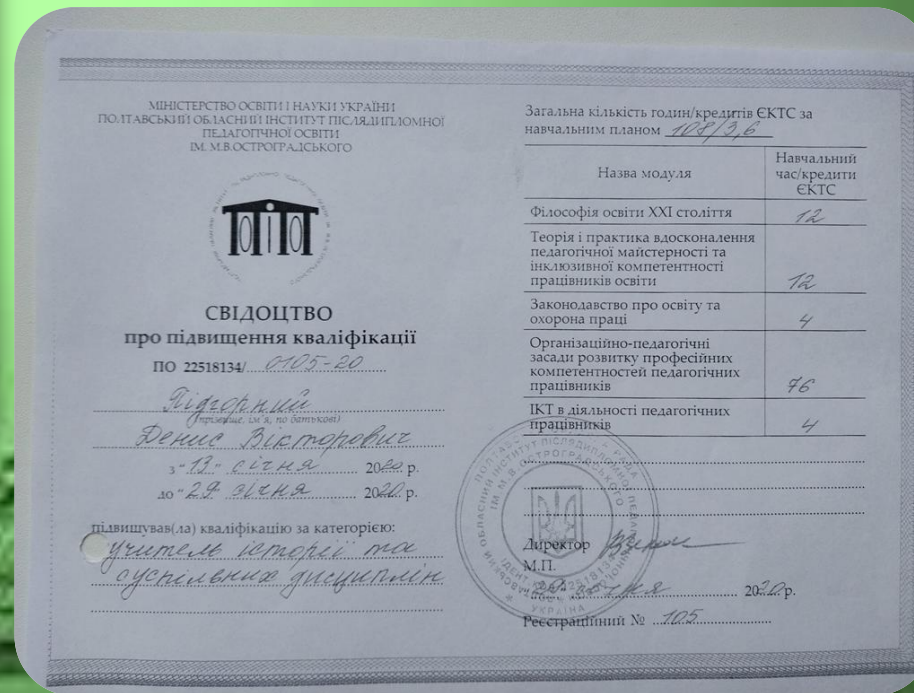 МІНІСТЕРСТВО ОСВІТИ І НАУКИ УКРАЇНИ
ПОЛТАВСЬКИЙ ОБЛАСНИЙ ІНСТИТУТ ПІСЛЯДИПЛОМНОЇ
ПЕДАГОГІЧНОЇ ОСВІТИ
ІМ. М.В.ОСТРОГРАДСЬКОГО
СВІДОЦТВО
про підвищення кваліфікації
ПО 22518134/ 0105-20
Підгорний
(прізвище, ім'я, по батькові)
Денис Вікторович
з "13" січня 2020 р.
до "29 січня 2020 р.
підвищував(ла) кваліфікацію за категорією:
учитель історії та
суспільних дисциплін
Загальна кількість годин/кредитів ЄКТС за
навчальним планом 108/3,6
Назва модуля
Навчальний
час/кредити
ЄКТС
Філософія освіти XXI століття 12
Теорія і практика вдосконалення
педагогічної майстерності та
інклюзивної компетентності
працівників освіти 12
Законодавство про освіту та
охорона праці 4
Організаційно-педагогічні
засади розвитку професійних
компетентностей педагогічних
працівників 76
ІКТ в діяльності педагогічних
працівників 4
Директор
М.П.
січня 2020 р.
Реєстраційний № 105
УКРАЇНА